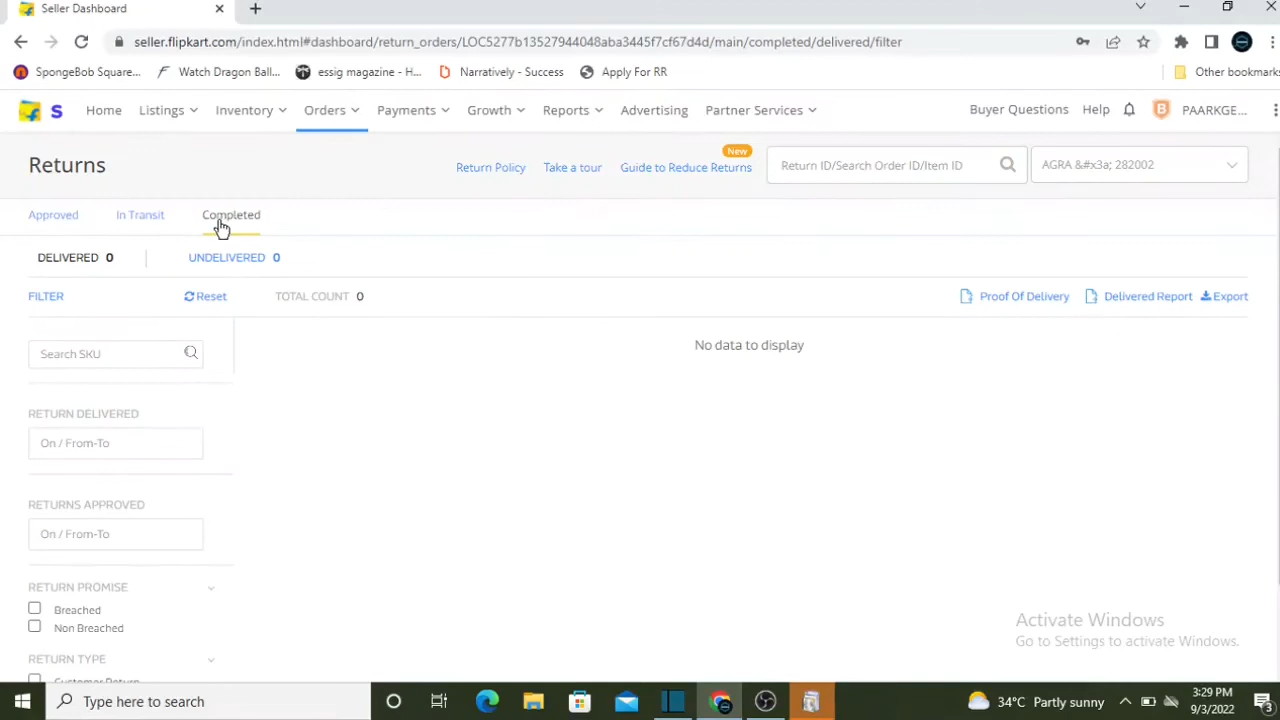 Seller Dashboard
seller.flipkart.com/index.html#dashboard/return_orders/LOC5277b13527944048aba3445f7cf67d4d/main/completed/delivered/filter
SpongeBob Square... Watch Dragon Ball... essig magazine - H... Narratively - Success Apply For RR Other bookmarks
S Home Listings Inventory Orders Payments Growth Reports Advertising Partner Services Buyer Questions Help B PAARKGE...
New
Returns Return Policy Take a tour Guide to Reduce Returns Return ID/Search Order ID/Item ID AGRA &#x3a; 282002
Approved In Transit Completed
DELIVERED 0 UNDELIVERED 0
FILTER Reset TOTAL COUNT 0 Proof Of Delivery Delivered Report Export
Search SKU No data to display
RETURN DELIVERED
On / From-To
RETURNS APPROVED
On / From-To
RETURN PROMISE
Breached
Non Breached
RETURN TYPE
Customer Return
Activate Windows
Go to Settings to activate Windows.
Type here to search 34°C Partly sunny 3:29 PM
9/3/2022 3